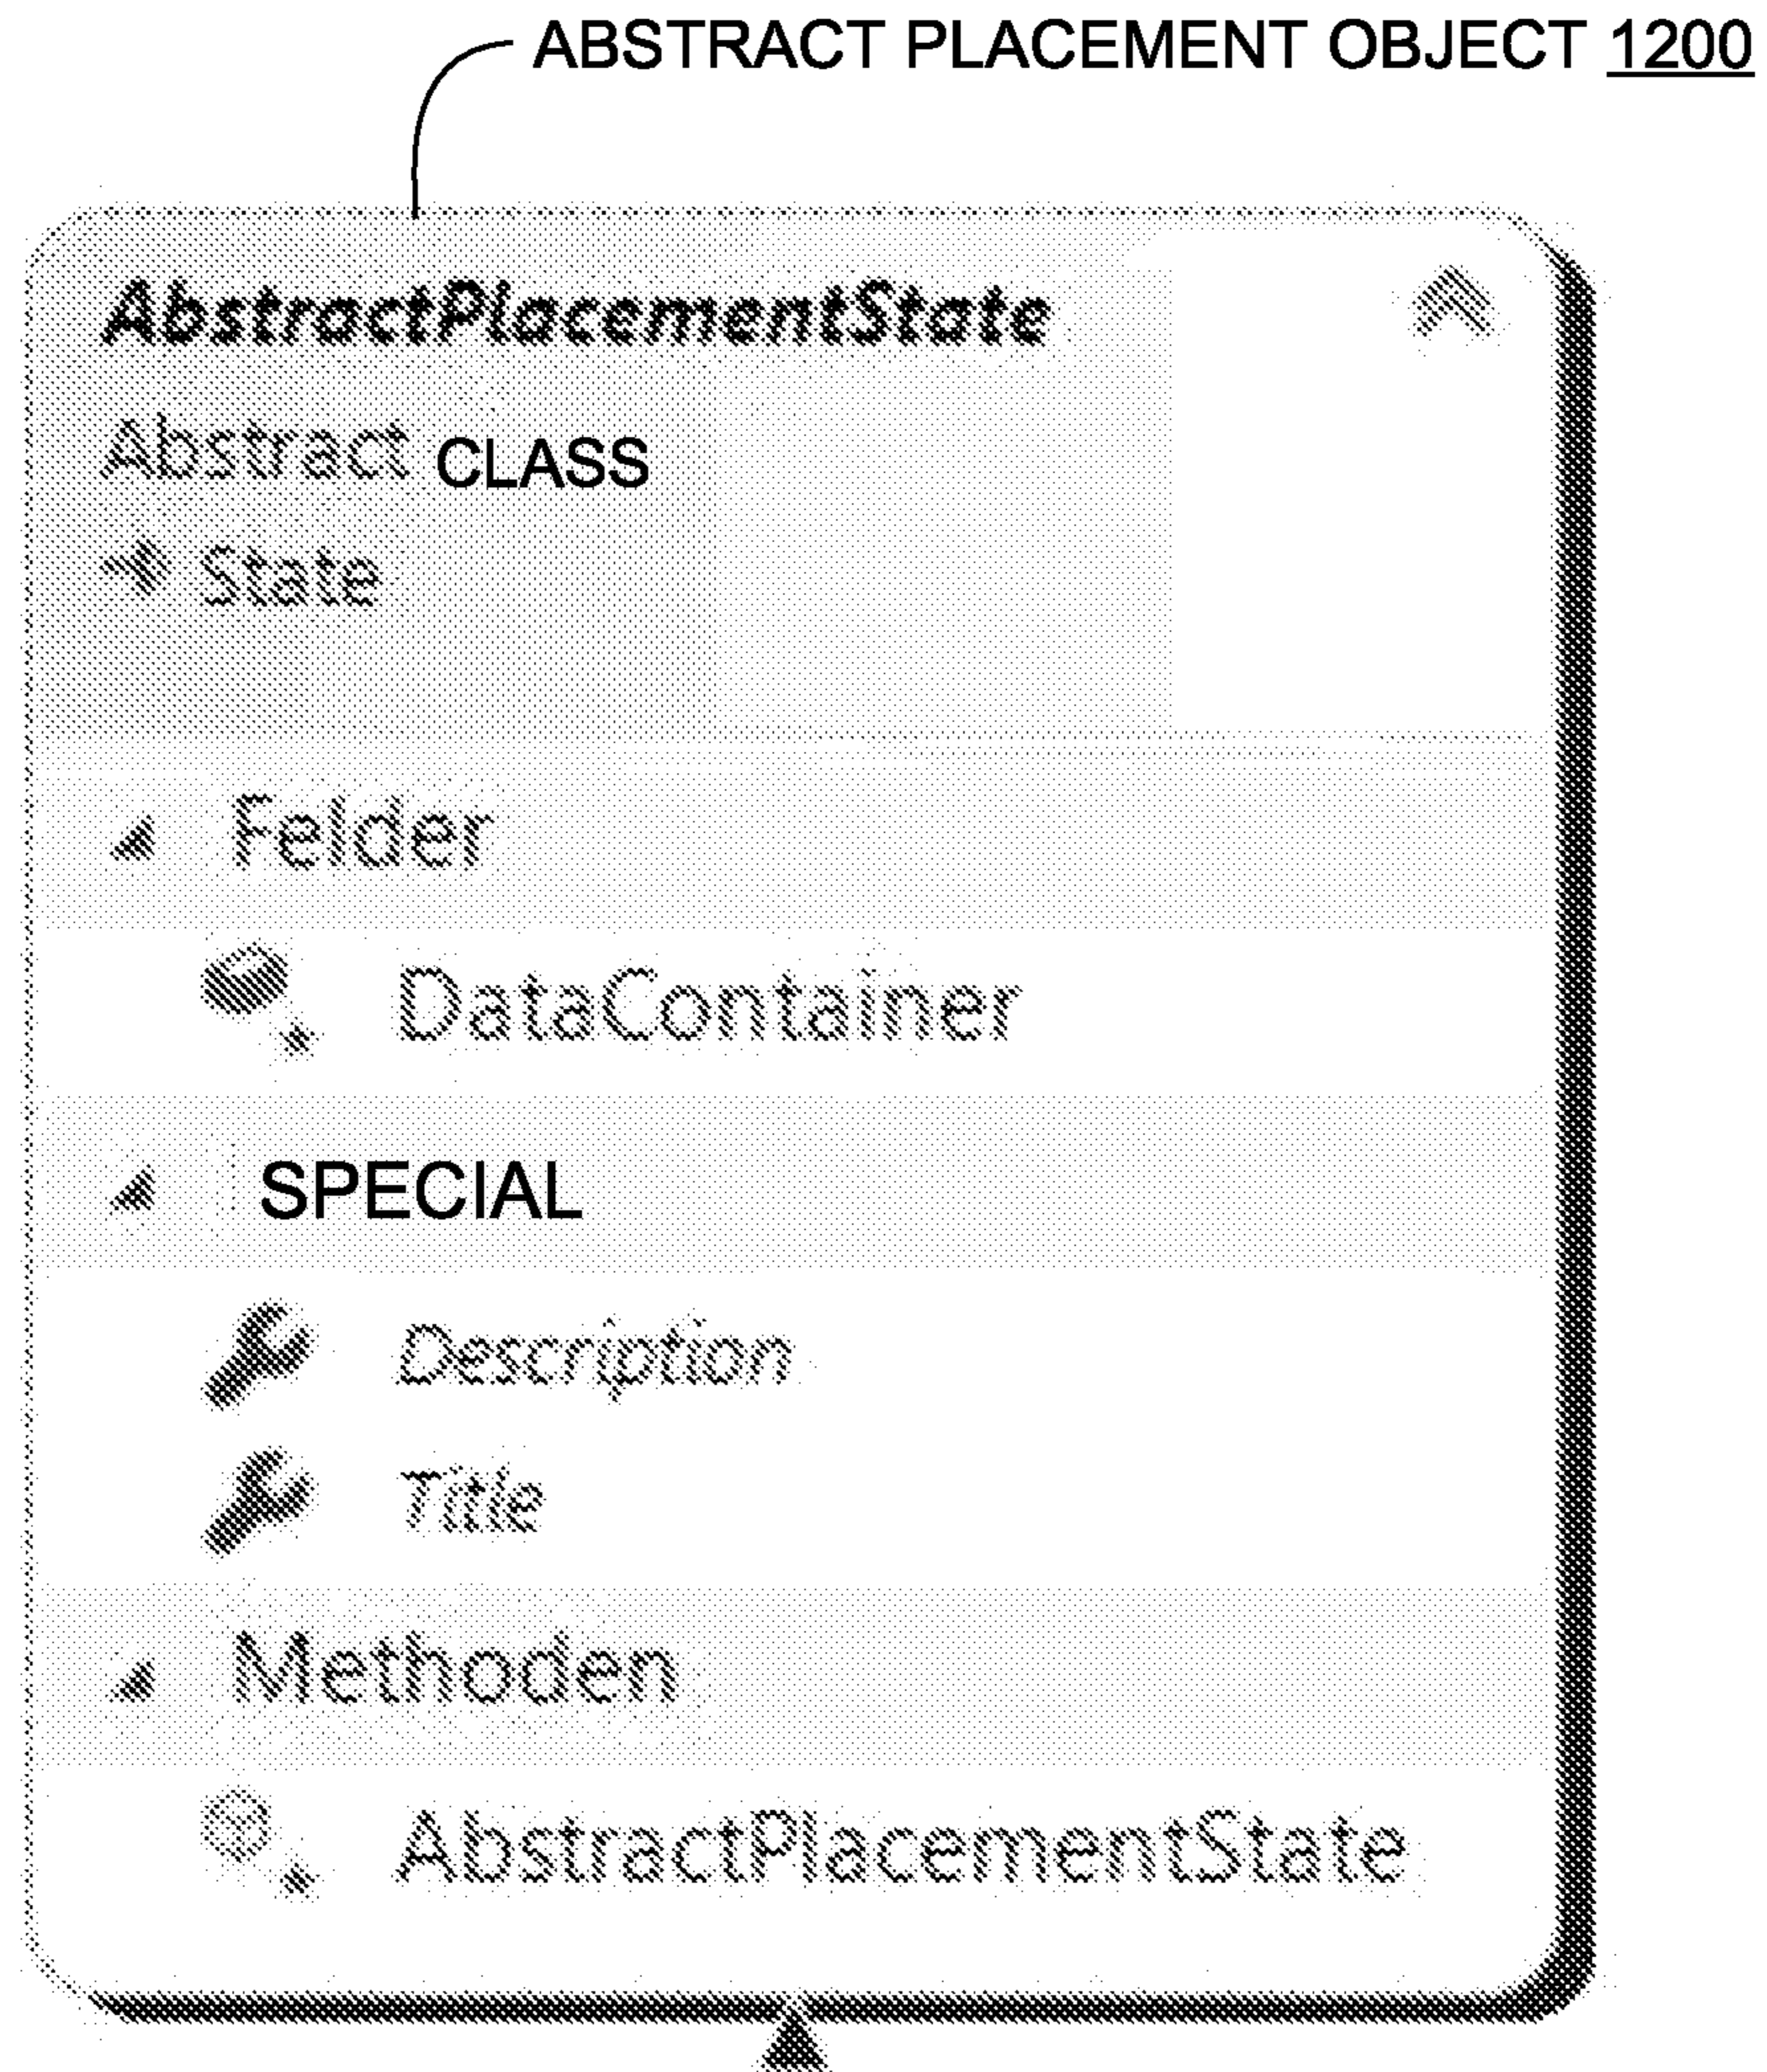 ABSTRACT PLACEMENT OBJECT 1200
AbstractPlacementState
Abstract CLASS
State
Felder
DataContainer
SPECIAL
Description
Title
Methoden
AbstractPlacementState